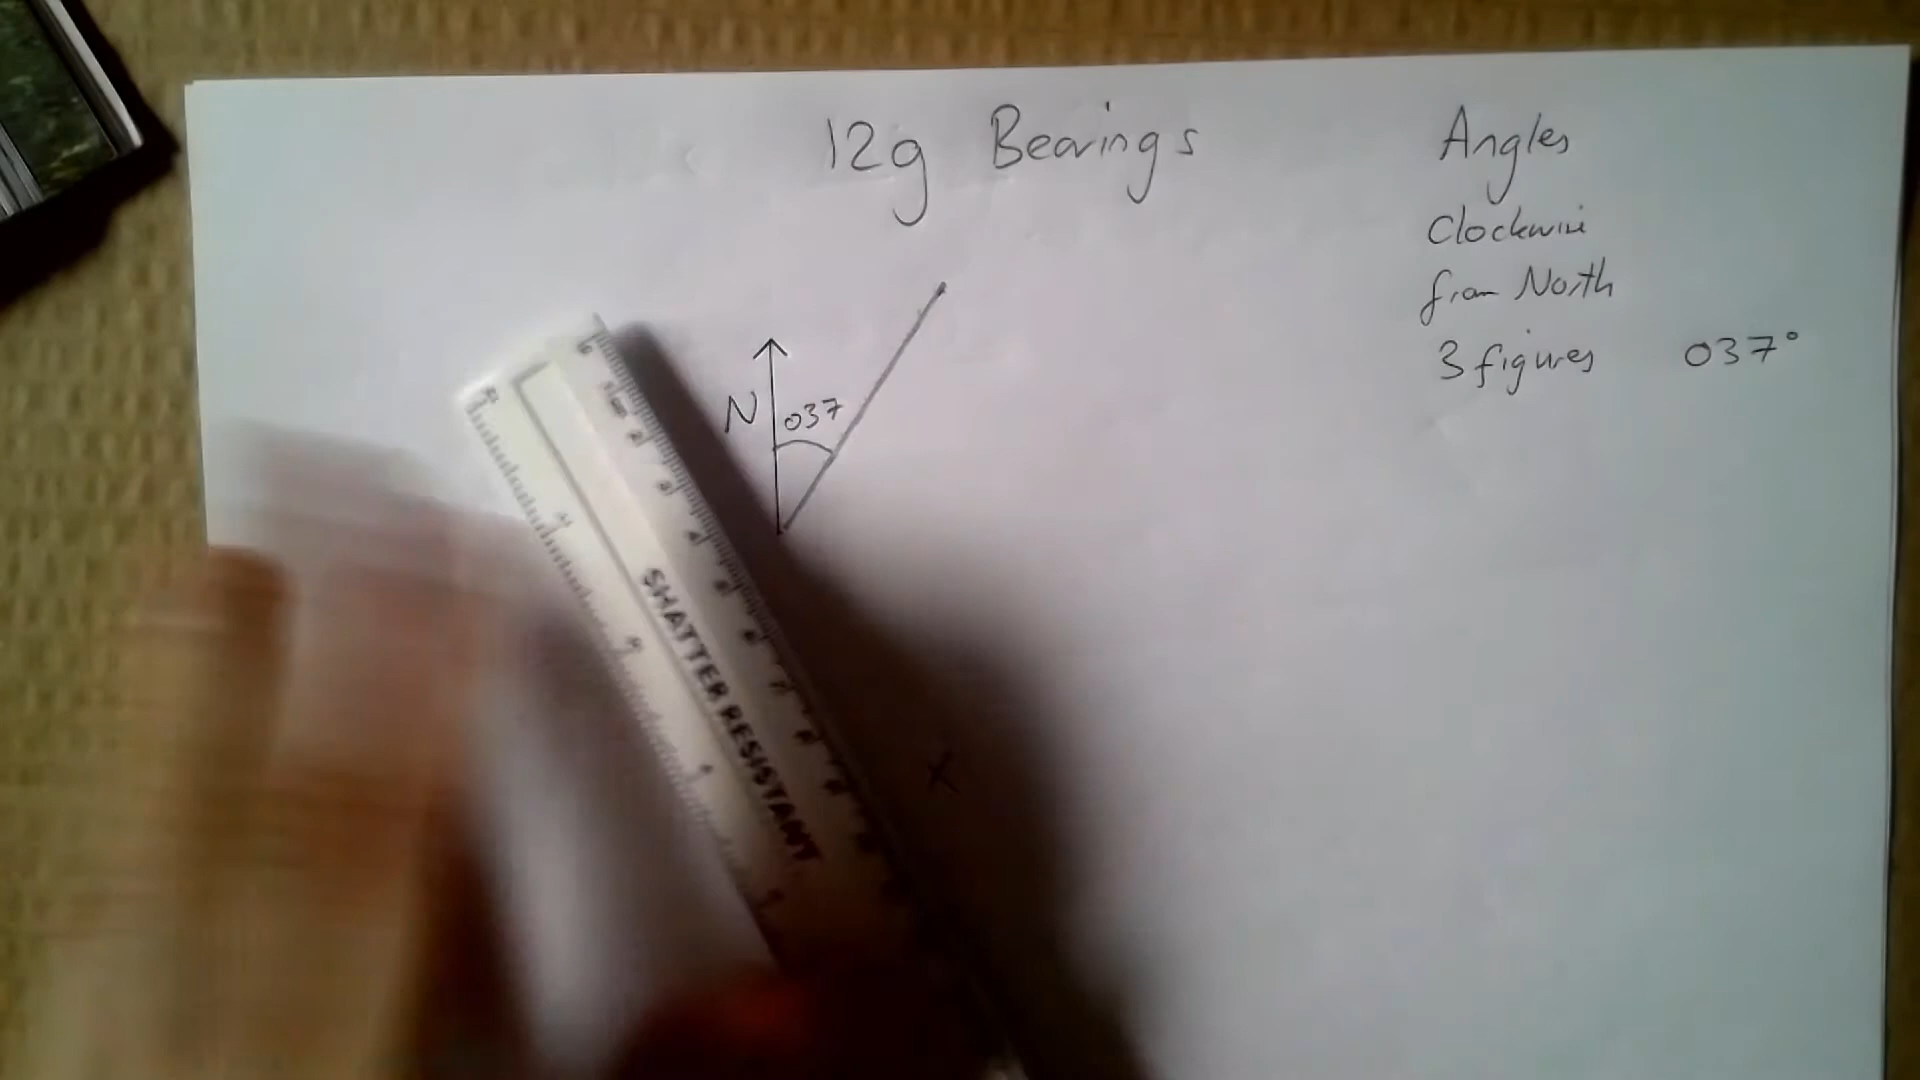 12g Bearings
Angles
Clockwise
from North
3 figures 037°
N 037
SHATTER RESISTANT
x